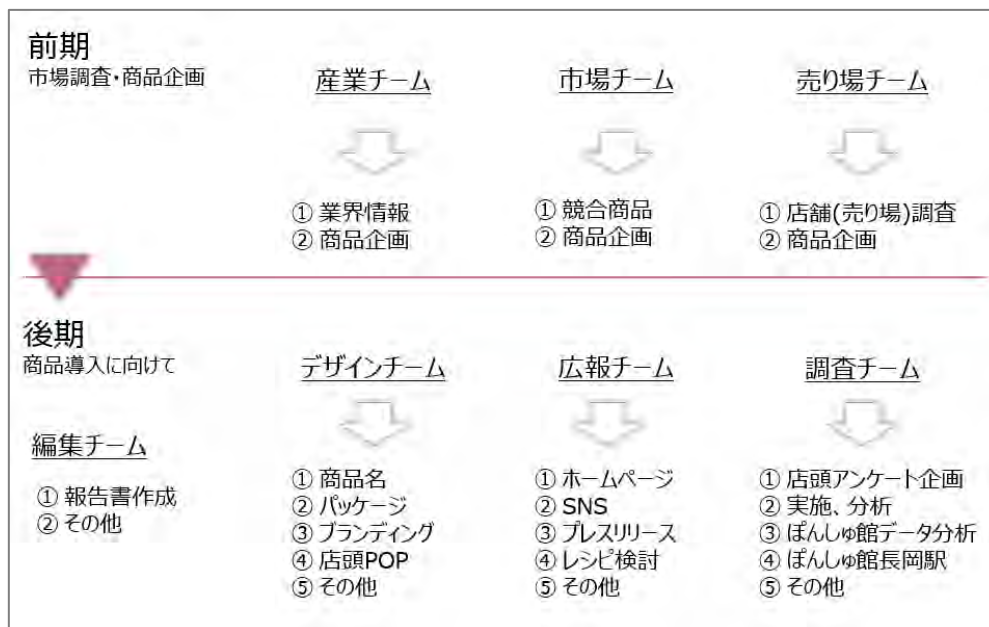 前期
市場調査・商品企画
産業チーム
市場チーム
売り場チーム
① 業界情報
② 商品企画
① 競合商品
② 商品企画
① 店舗(売り場)調査
② 商品企画
後期
商品導入に向けて
編集チーム
① 報告書作成
② その他
デザインチーム
① 商品名
② パッケージ
③ ブランディング
④ 店頭POP
⑤ その他
広報チーム
① ホームページ
② SNS
③ プレスリリース
④ レシピ検討
⑤ その他
調査チーム
① 店頭アンケート企画
② 実施、分析
③ ぽんしゅ館データ分析
④ ぽんしゅ館長岡駅
⑤ その他